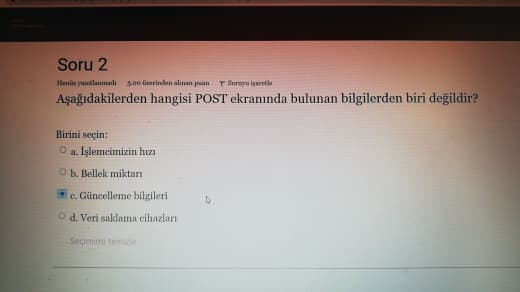 Soru 2
Henüz yanıtlanmadı 5,00 üzerinden alınan puan Soruyu işaretle
Aşağıdakilerden hangisi POST ekranında bulunan bilgilerden biri değildir?
Birini seçin:
a. İşlemcimizin hızı
b. Bellek miktarı
c. Güncelleme bilgileri
d. Veri saklama cihazları
Seçimimi temizle